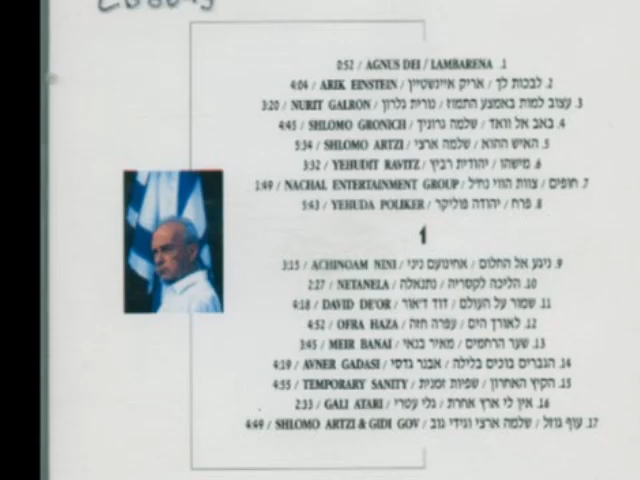 1. AGNUS DEI / LAMBARENA / 0:52
2. לבכות לך / אריק איינשטיין / ARIK EINSTEIN / 4:04
3. עצוב למות באמצע התמוז / נורית גלרון / NURIT GALRON / 3:20
4. באב אל וואד / שלמה גרוניך / SHLOMO GRONICH / 4:45
5. האיש ההוא / שלמה ארצי / SHLOMO ARTZI / 5:34
6. מישהו / יהודית רביץ / YEHUDIT RAVITZ / 3:32
7. חופים / צוות הווי נחיל / NACHAL ENTERTAINMENT GROUP / 1:49
8. פרח / יהודה פוליקר / YEHUDA POLIKER / 5:43
1
9. ניגע אל החלום / אחינועם ניני / ACHINOAM NINI / 3:15
10. הליכה לקסריה / נתנאלה / NETANELA / 2:27
11. שמור על העולם / דוד ד'אור / DAVID DE'OR / 4:18
12. לאורך הים / עפרה חזה / OFRA HAZA / 4:52
13. שער הרחמים / מאיר בנאי / MEIR BANAI / 3:45
14. הגברים בוכים בלילה / אבנר גדסי / AVNER GADASI / 4:19
15. הקיץ האחרון / שפיות זמנית / TEMPORARY SANITY / 4:55
16. אין לי ארץ אחרת / גלי עטרי / GALI ATARI / 2:33
17. עוף גוזל / שלמה ארצי וגידי גוב / SHLOMO ARTZI & GIDI GOV / 4:49